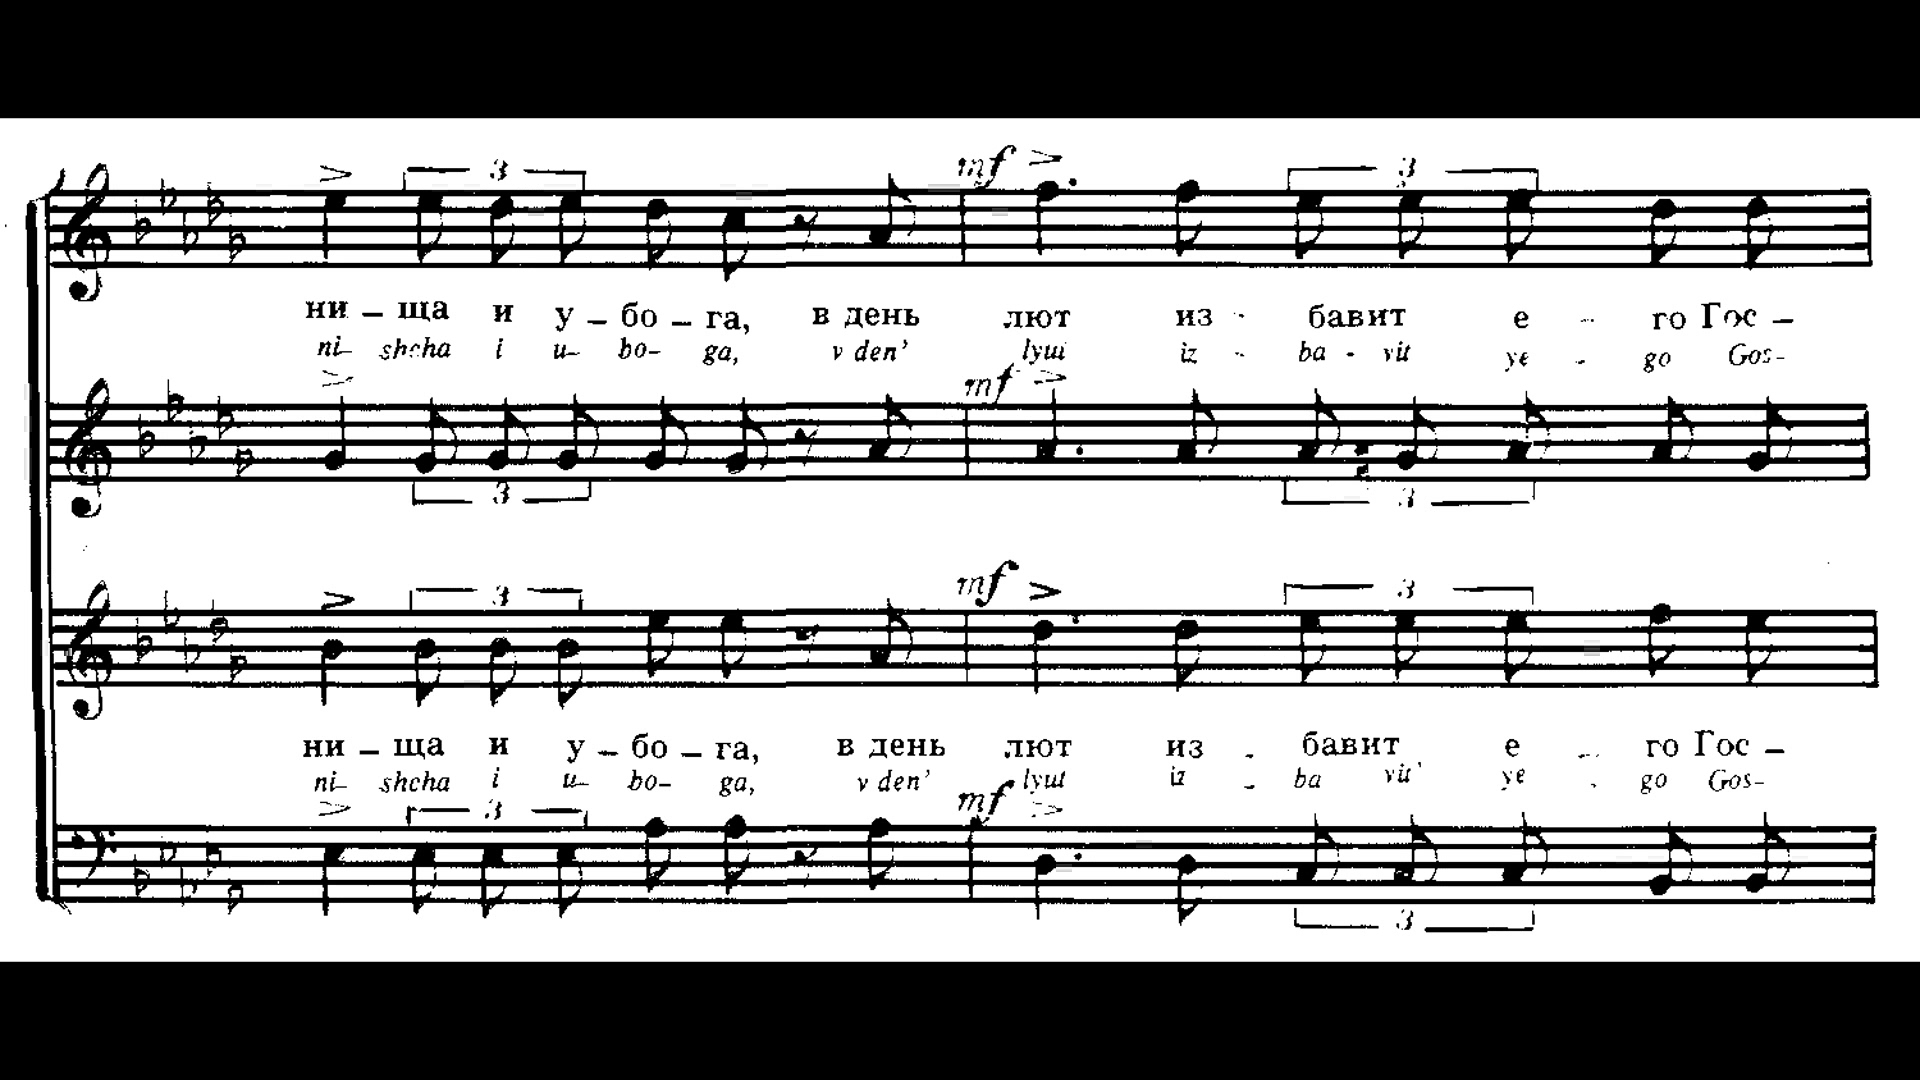 3 mf 3
ни – ща и у – бо – га, в день лют из - бавит е - го Гос –
ni– shcha i u– bo– ga, v den’ lyut iz - ba - vit ye - go Gos-
mf
3 3
mf
3 3
ни – ща и у – бо – га, в день лют из - бавит е - го Гос –
ni– shcha i u– bo– ga, v den’ lyut iz - ba vit’ ye - go Gos–
3 mf
3